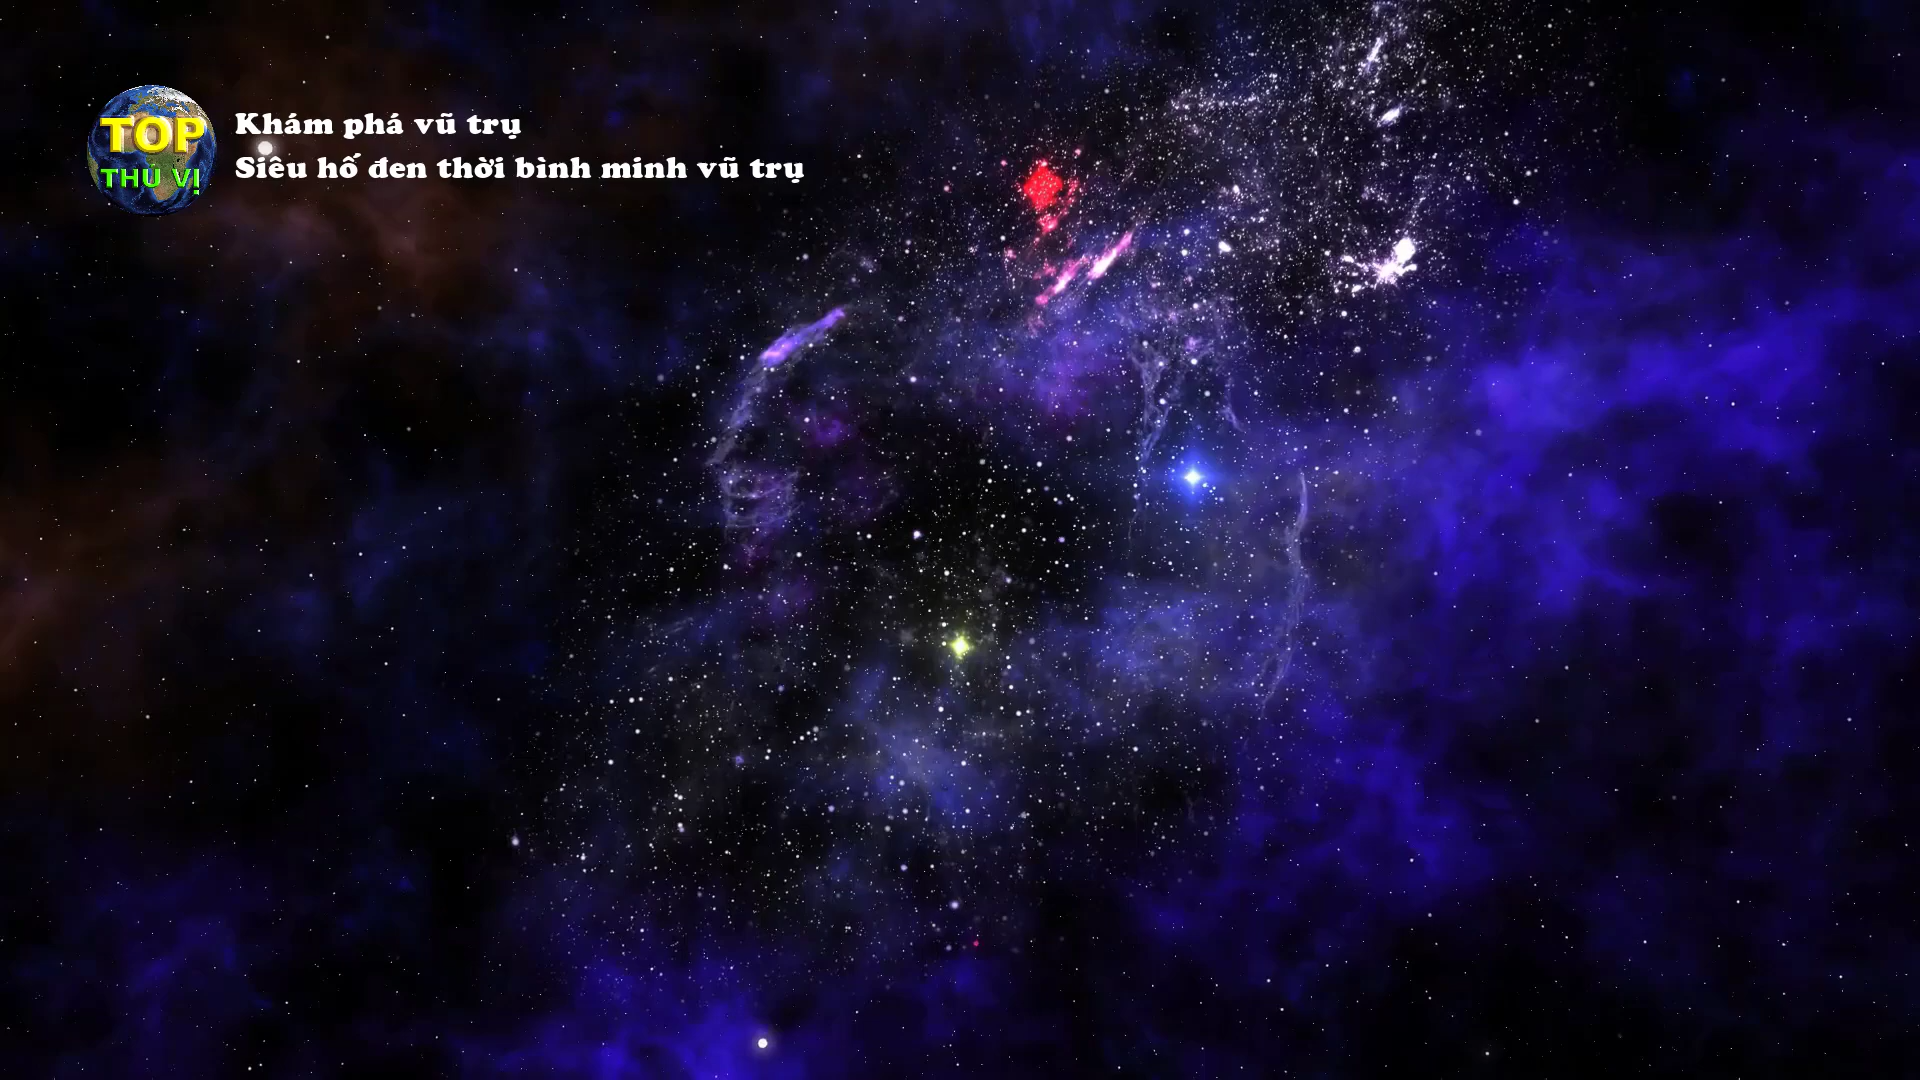 TOP
THÚ VỊ
Khám phá vũ trụ
Siêu hố đen thời bình minh vũ trụ